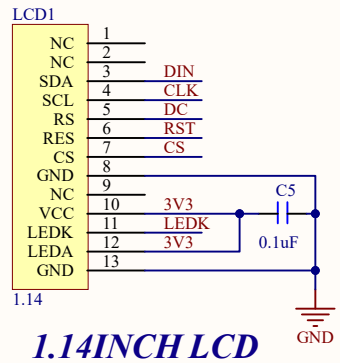 LCD1
NC 1
NC 2
SDA 3 DIN
SCL 4 CLK
RS 5 DC
RES 6 RST
CS 7 CS
GND 8
NC 9
VCC 10 3V3
LEDK 11 LEDK
LEDA 12 3V3
GND 13
C5
0.1uF
1.14
GND
1.14INCH LCD